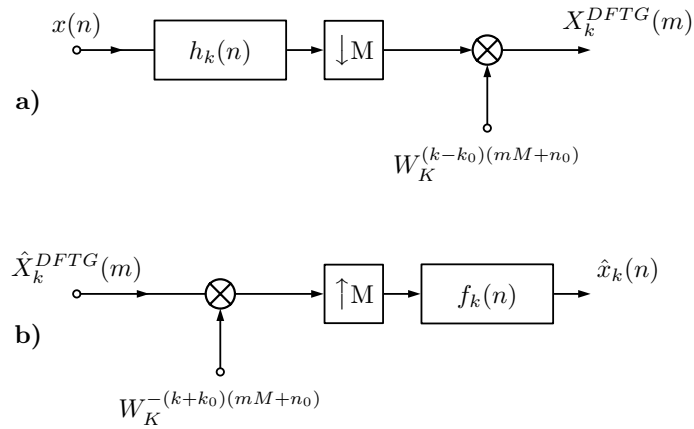 x(n)
h_k(n)
↓M
X_k^{DFTG}(m)
a)
W_K^{(k-k_0)(mM+n_0)}
\hat{X}_k^{DFTG}(m)
↑M
f_k(n)
\hat{x}_k(n)
b)
W_K^{-(k+k_0)(mM+n_0)}